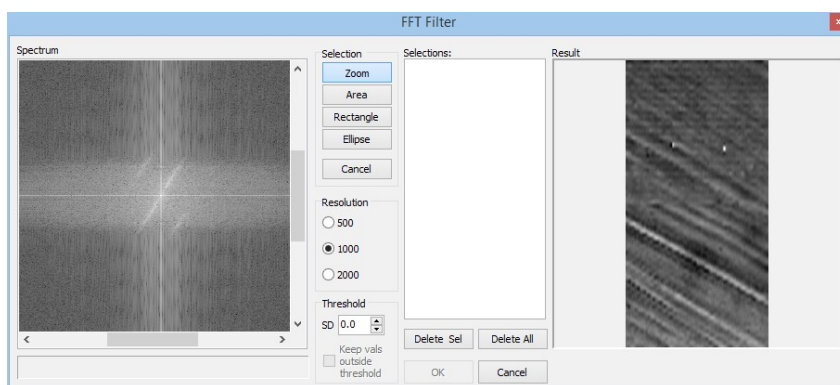 FFT Filter
x
Spectrum
Selection
Zoom
Area
Rectangle
Ellipse
Cancel
Resolution
500
1000
2000
Threshold
SD 0.0
Keep vals
outside
threshold
Selections:
Delete Sel
Delete All
OK
Cancel
Result